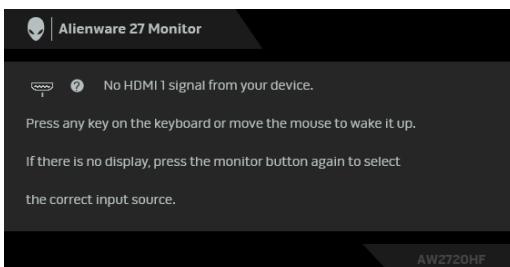 Alienware 27 Monitor
No HDMI 1 signal from your device.
Press any key on the keyboard or move the mouse to wake it up.
If there is no display, press the monitor button again to select
the correct input source.
AW2720HF